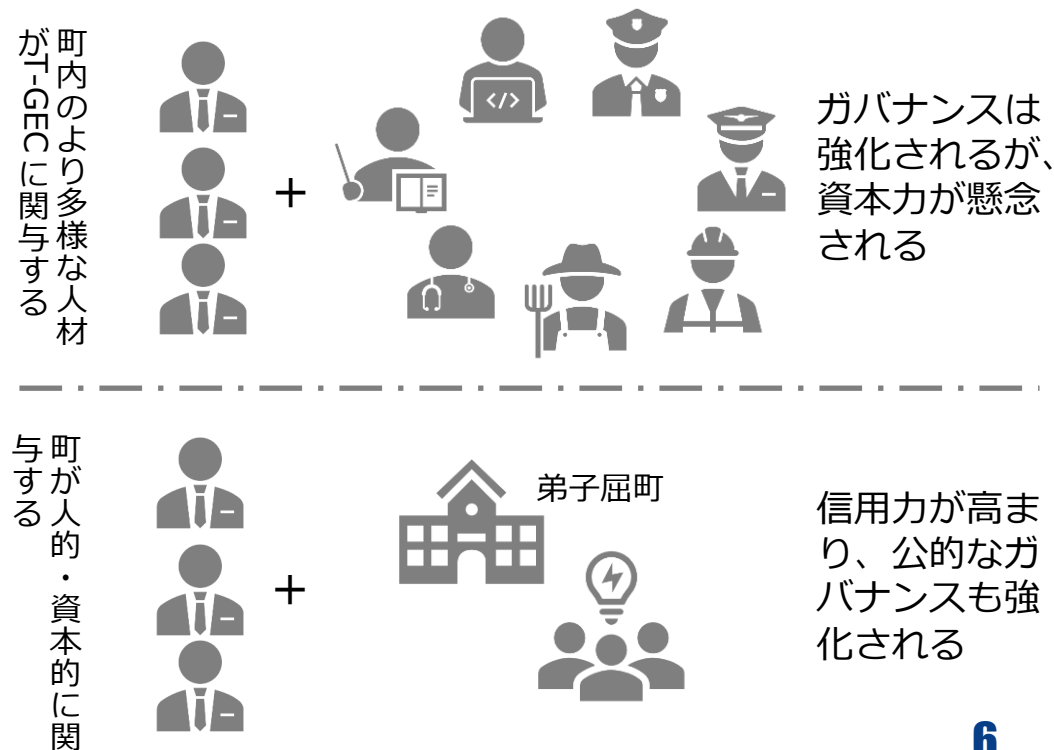 町内のより多様な人材
がT-GECに関与する
+
</>
ガバナンスは
強化されるが、
資本力が懸念
される
町が人的・資本的に関
与する
+
弟子屈町
信用力が高ま
り、公的なガ
バナンスも強
化される
6